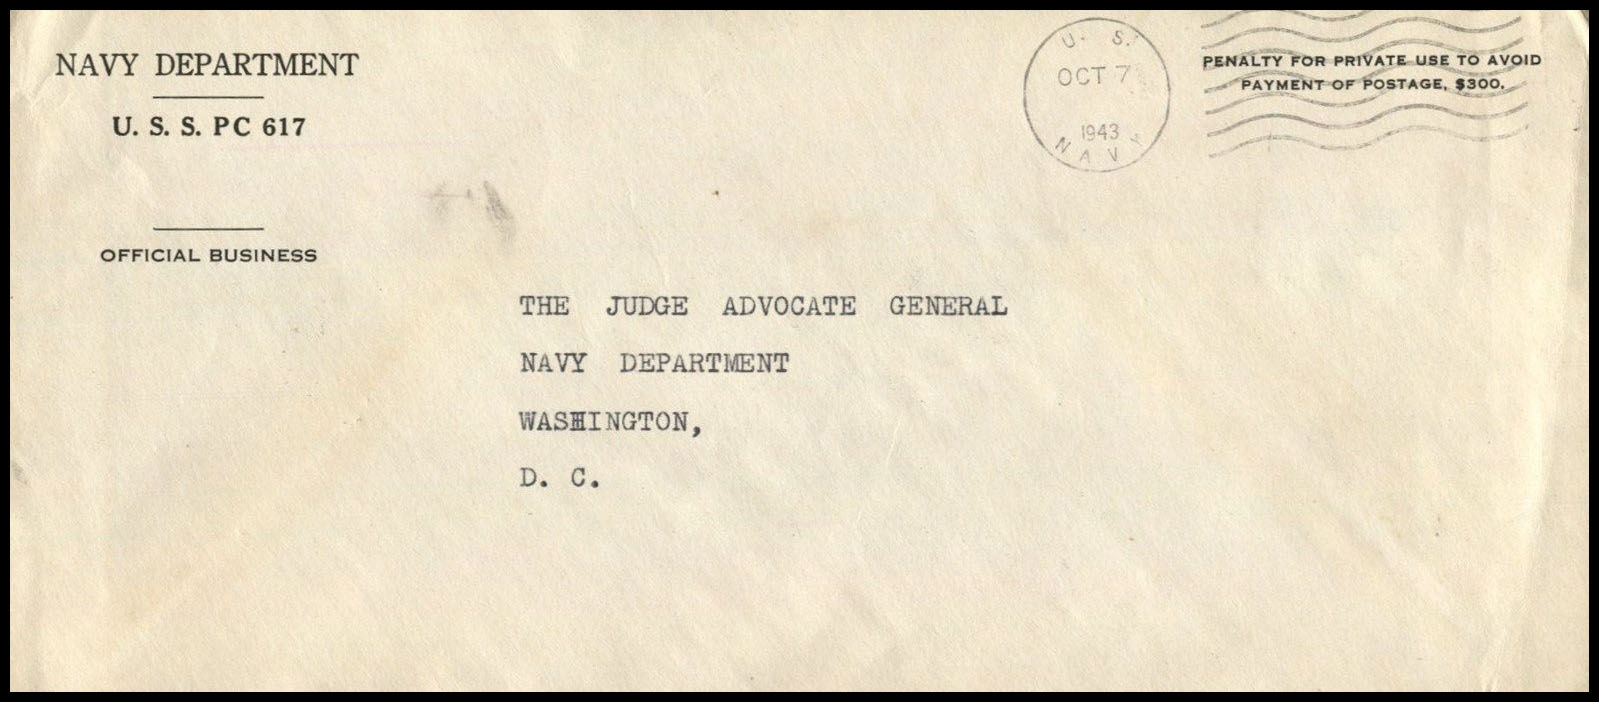 NAVY DEPARTMENT
U. S. S. PC 617
OFFICIAL BUSINESS
U. S.
OCT 7
1943
NAVY
PENALTY FOR PRIVATE USE TO AVOID
PAYMENT OF POSTAGE, $300.
THE JUDGE ADVOCATE GENERAL
NAVY DEPARTMENT
WASHINGTON,
D. C.